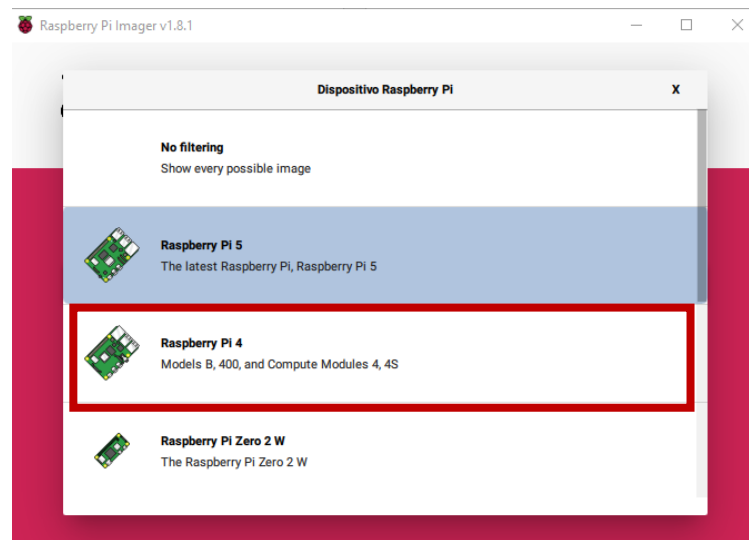 Raspberry Pi Imager v1.8.1
Dispositivo Raspberry Pi
X
No filtering
Show every possible image
Raspberry Pi 5
The latest Raspberry Pi, Raspberry Pi 5
Raspberry Pi 4
Models B, 400, and Compute Modules 4, 4S
Raspberry Pi Zero 2 W
The Raspberry Pi Zero 2 W